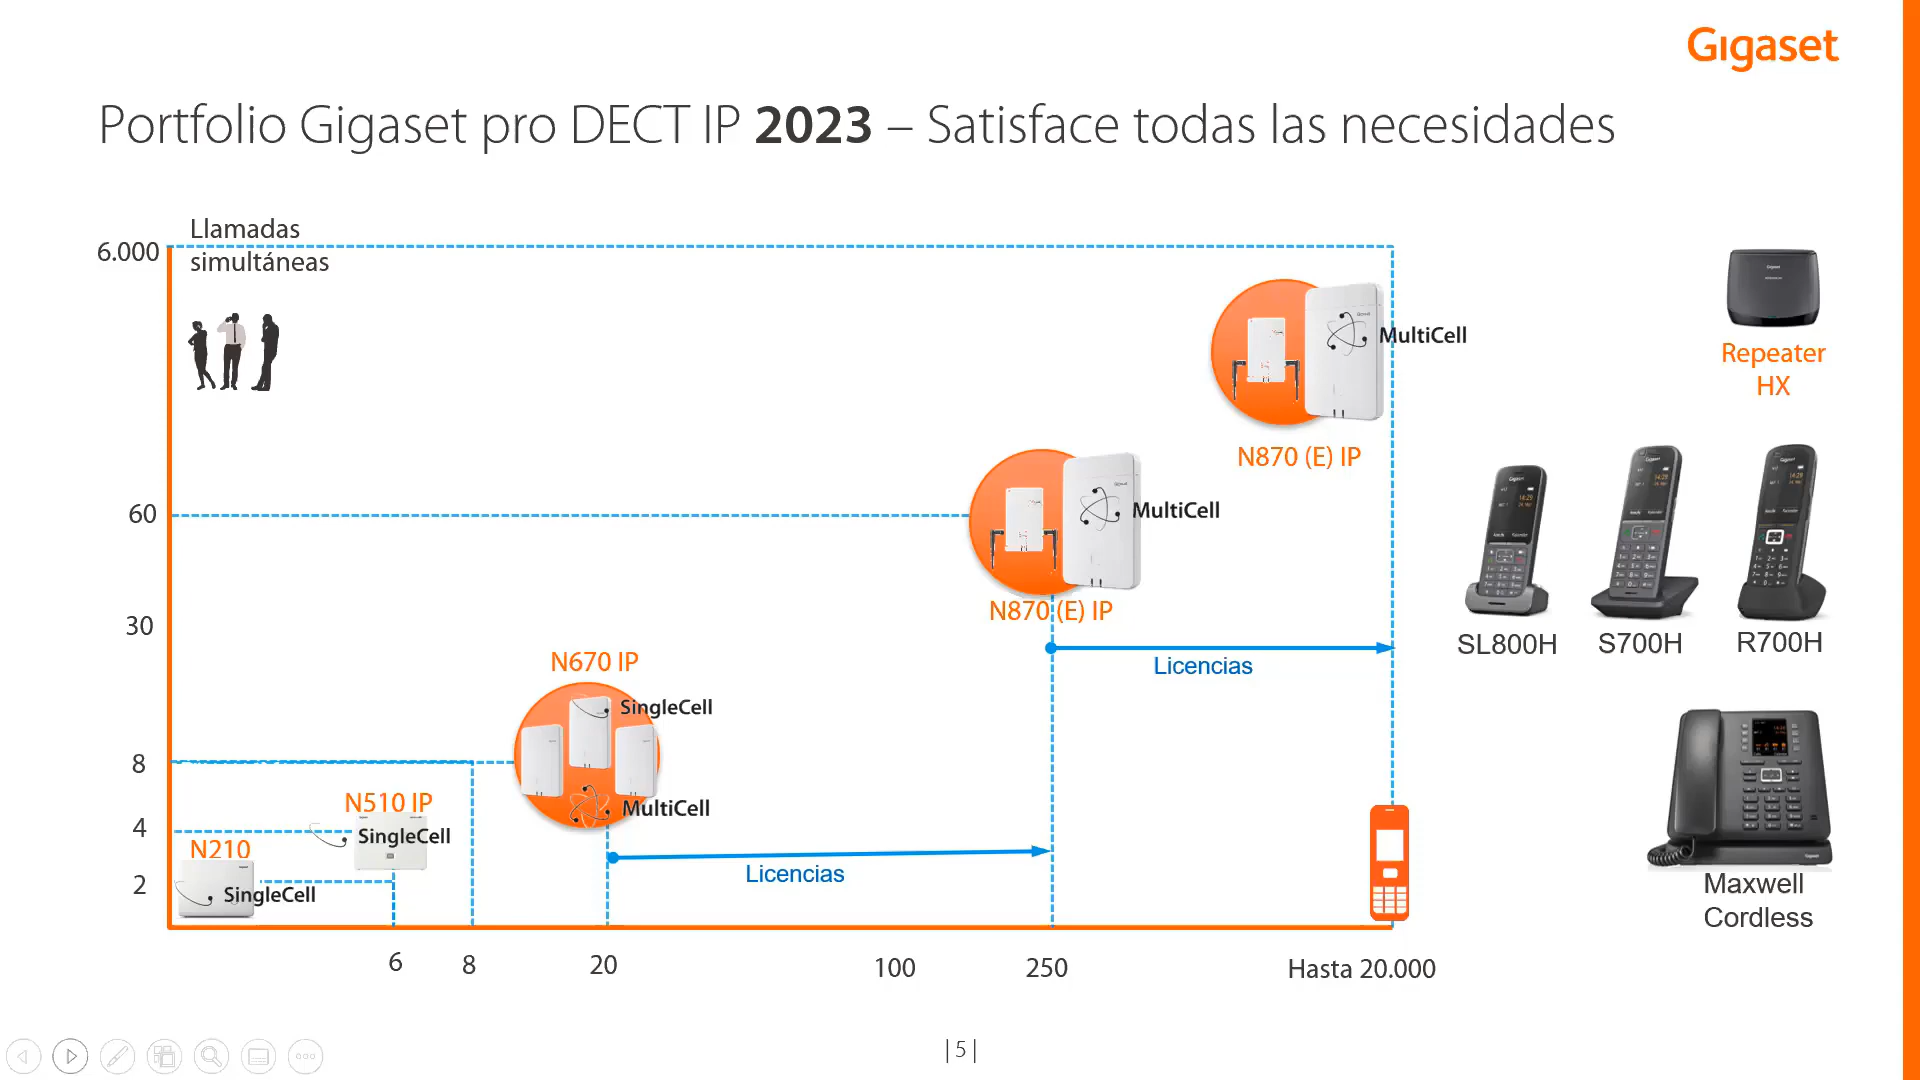 Gigaset
Portfolio Gigaset pro DECT IP 2023 – Satisface todas las necesidades
Llamadas
simultáneas
6.000
60
30
8
4
2
MultiCell
N870 (E) IP
MultiCell
N870 (E) IP
Licencias
N670 IP
SingleCell
MultiCell
N510 IP
SingleCell
N210
SingleCell
Licencias
6
8
20
100
250
Hasta 20.000
Repeater
HX
SL800H
S700H
R700H
Maxwell
Cordless
| 5 |